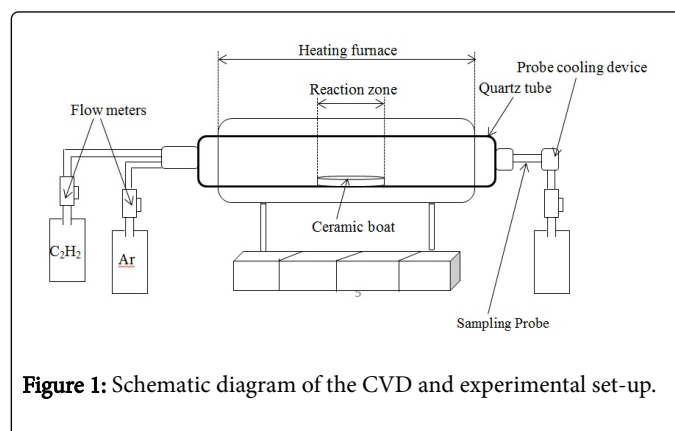 Heating furnace
Probe cooling device
Reaction zone
Quartz tube
Flow meters
Ceramic boat
C₂H₂
Ar
5
Sampling Probe
Figure 1: Schematic diagram of the CVD and experimental set-up.